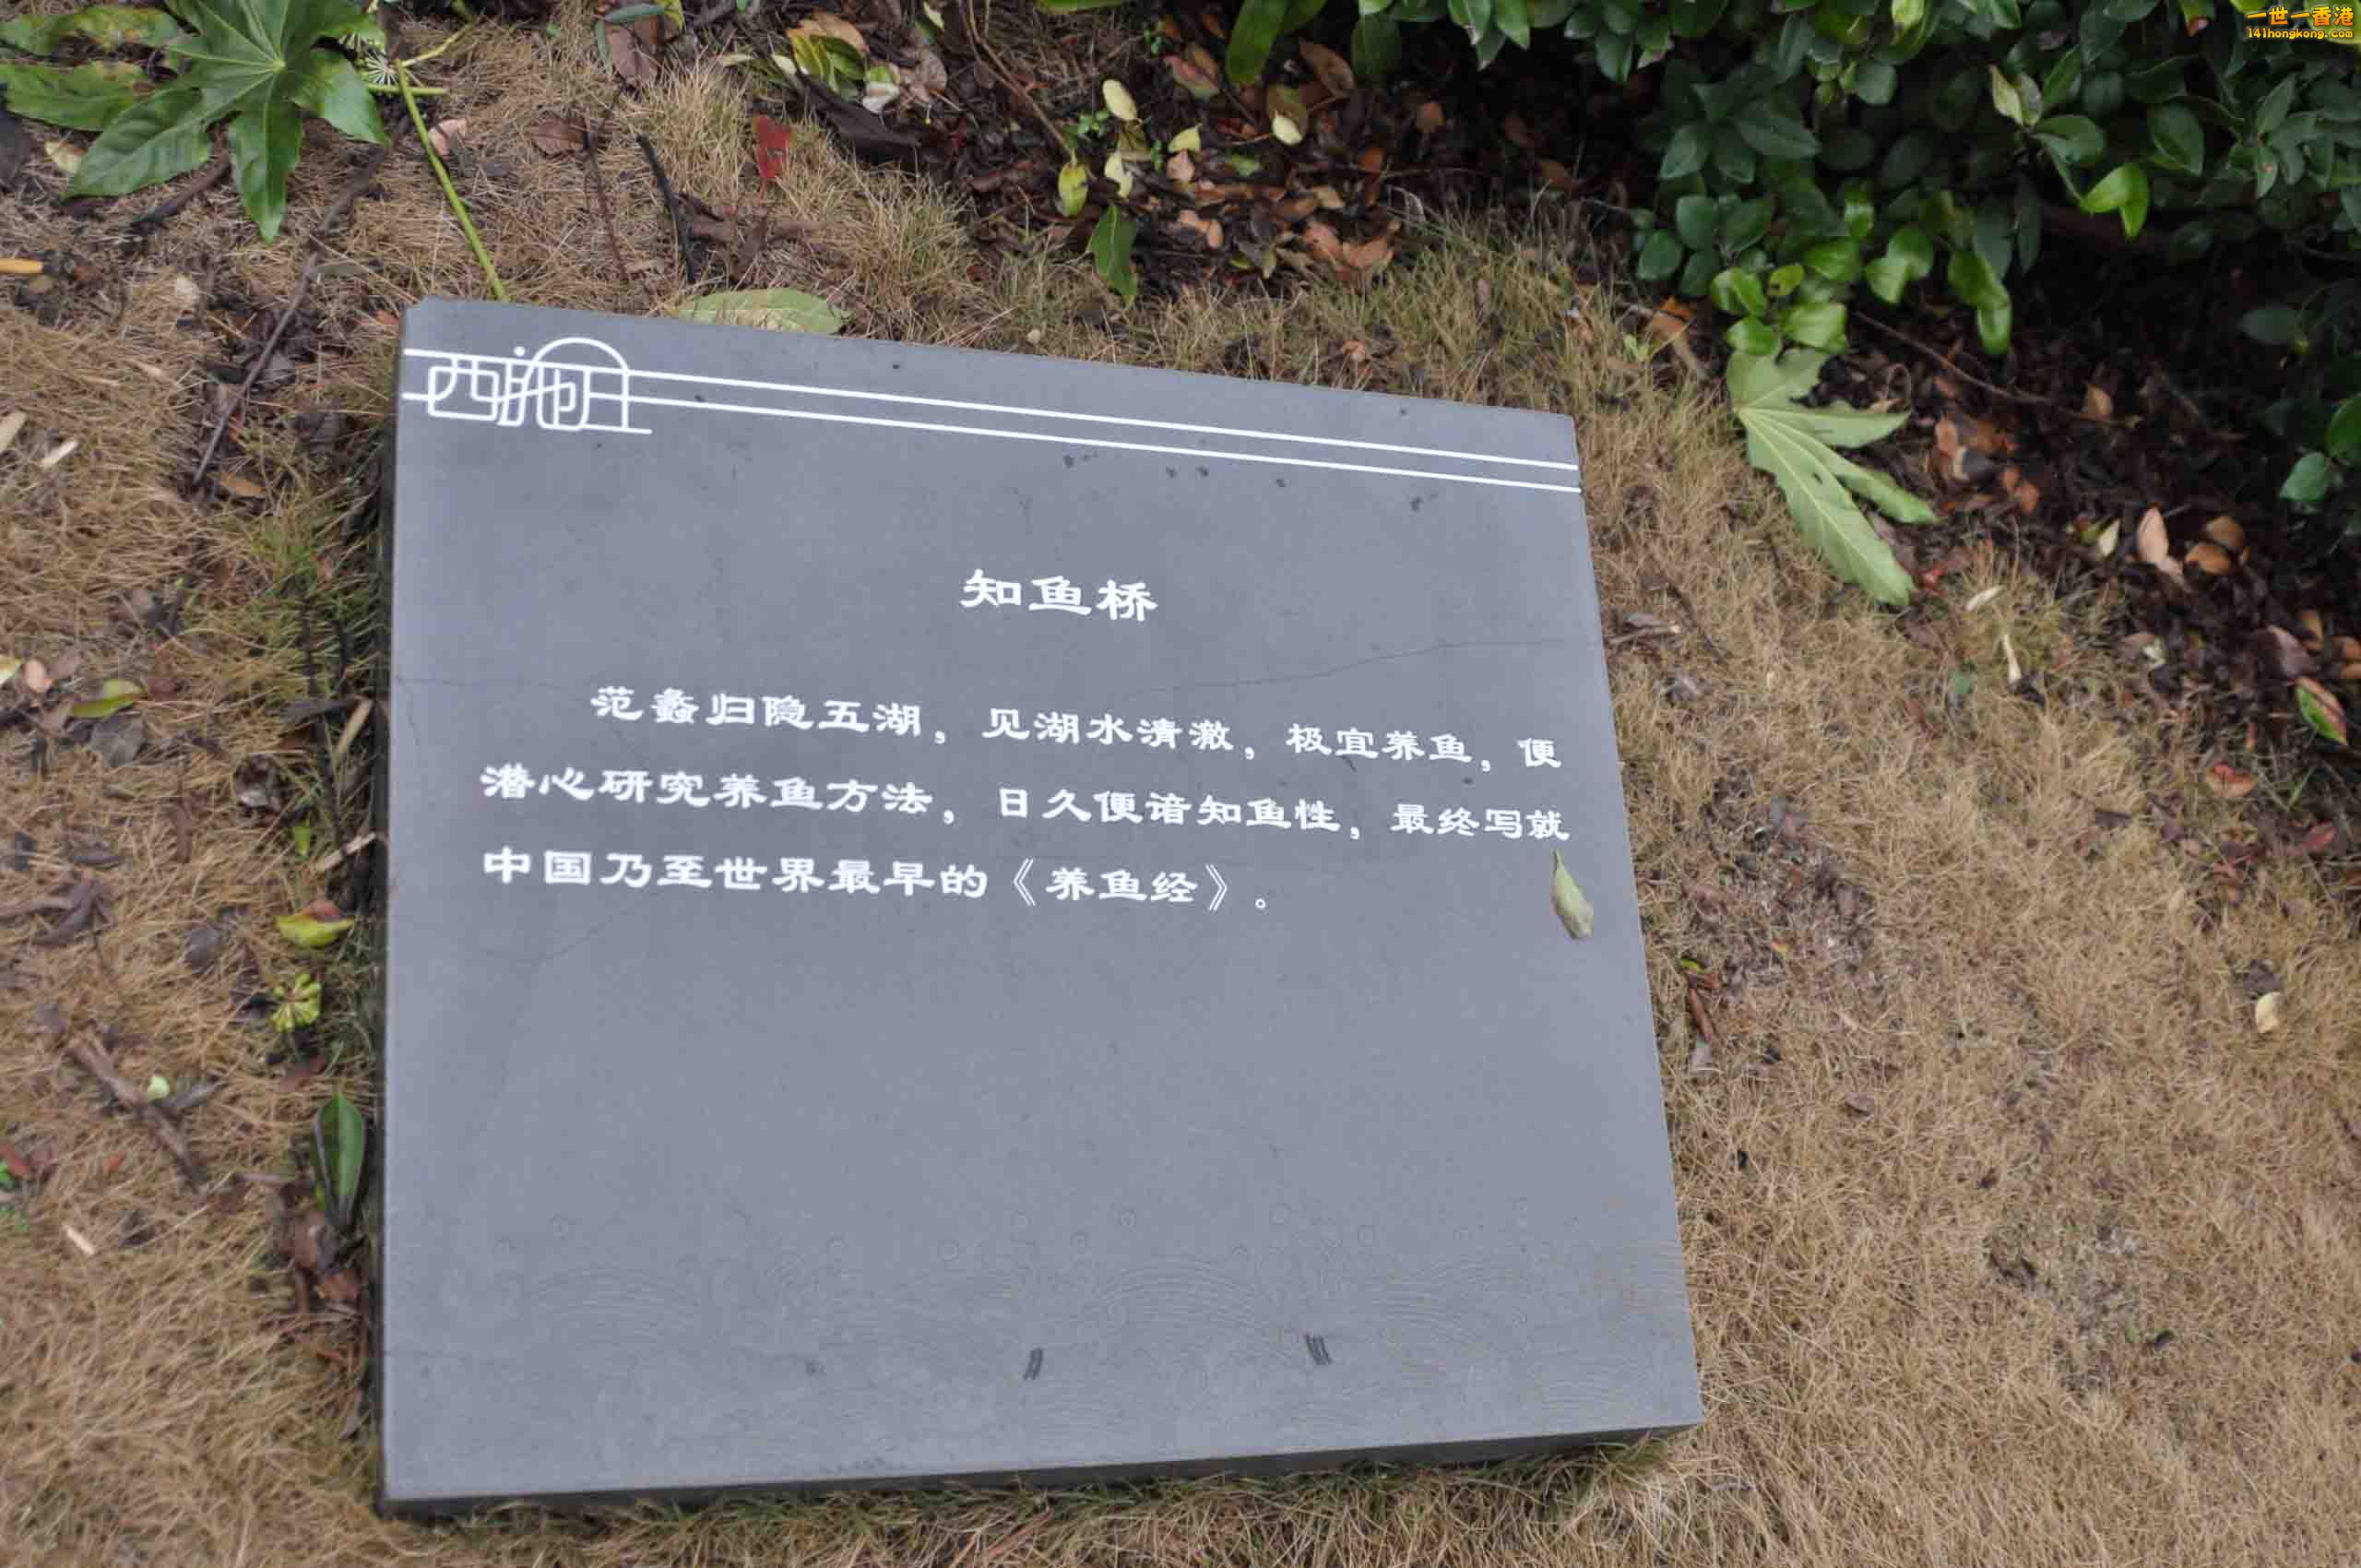 一世一香港
141hongkong.com
西施庄
知鱼桥
范蠡归隐五湖，见湖水清澈，极宜养鱼，便
潜心研究养鱼方法，日久便谙知鱼性，最终写就
中国乃至世界最早的《养鱼经》。